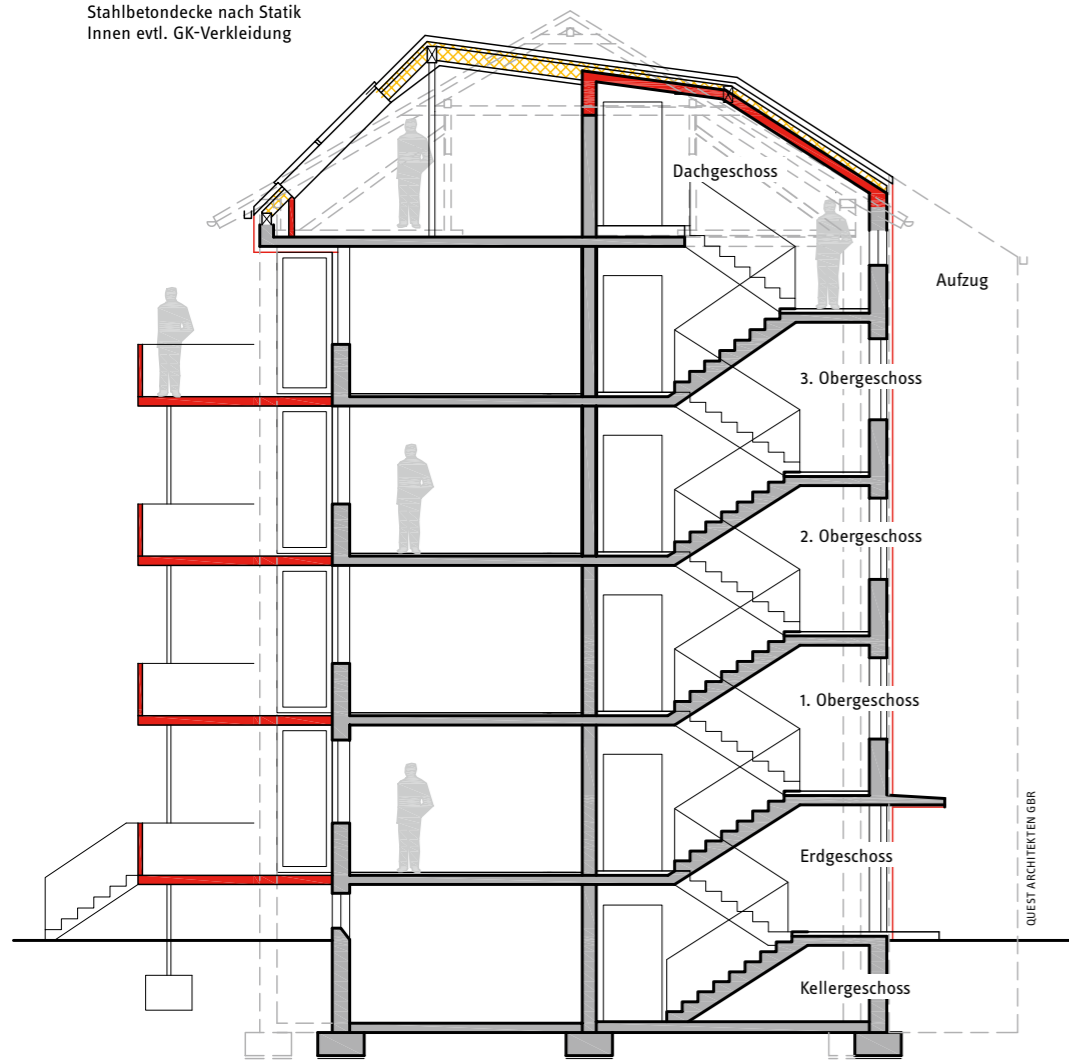 Stahlbetondecke nach Statik
Innen evtl. GK-Verkleidung
Dachgeschoss
Aufzug
3. Obergeschoss
2. Obergeschoss
1. Obergeschoss
Erdgeschoss
Kellergeschoss
QUEST ARCHITEKTEN GBR